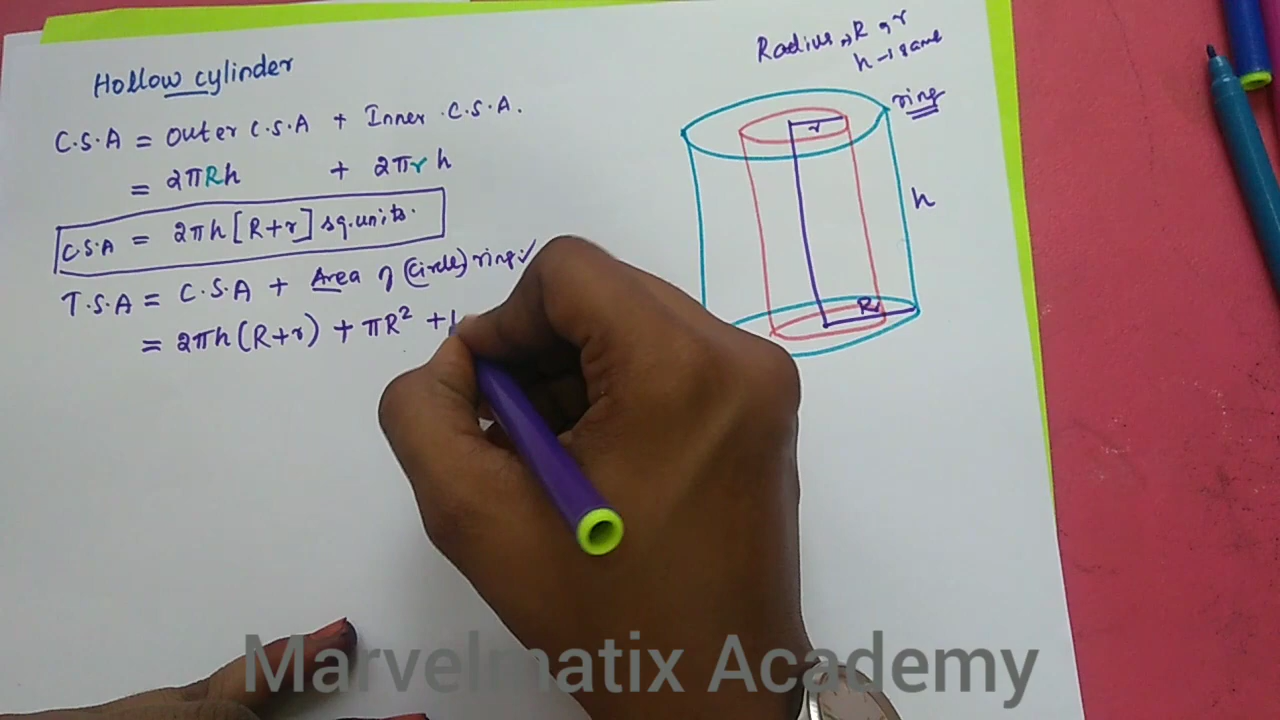 Hollow cylinder
C.S.A = Outer C.S.A + Inner C.S.A.
= 2πRh + 2πrh
CSA = 2πh[R+r] sq.units.
T.S.A = C.S.A + Area of (Circle) ring ✓
= 2πh(R+r) + πR² +
Radius → R, r
h → same
ring
r
h
R
Marvelmatix Academy